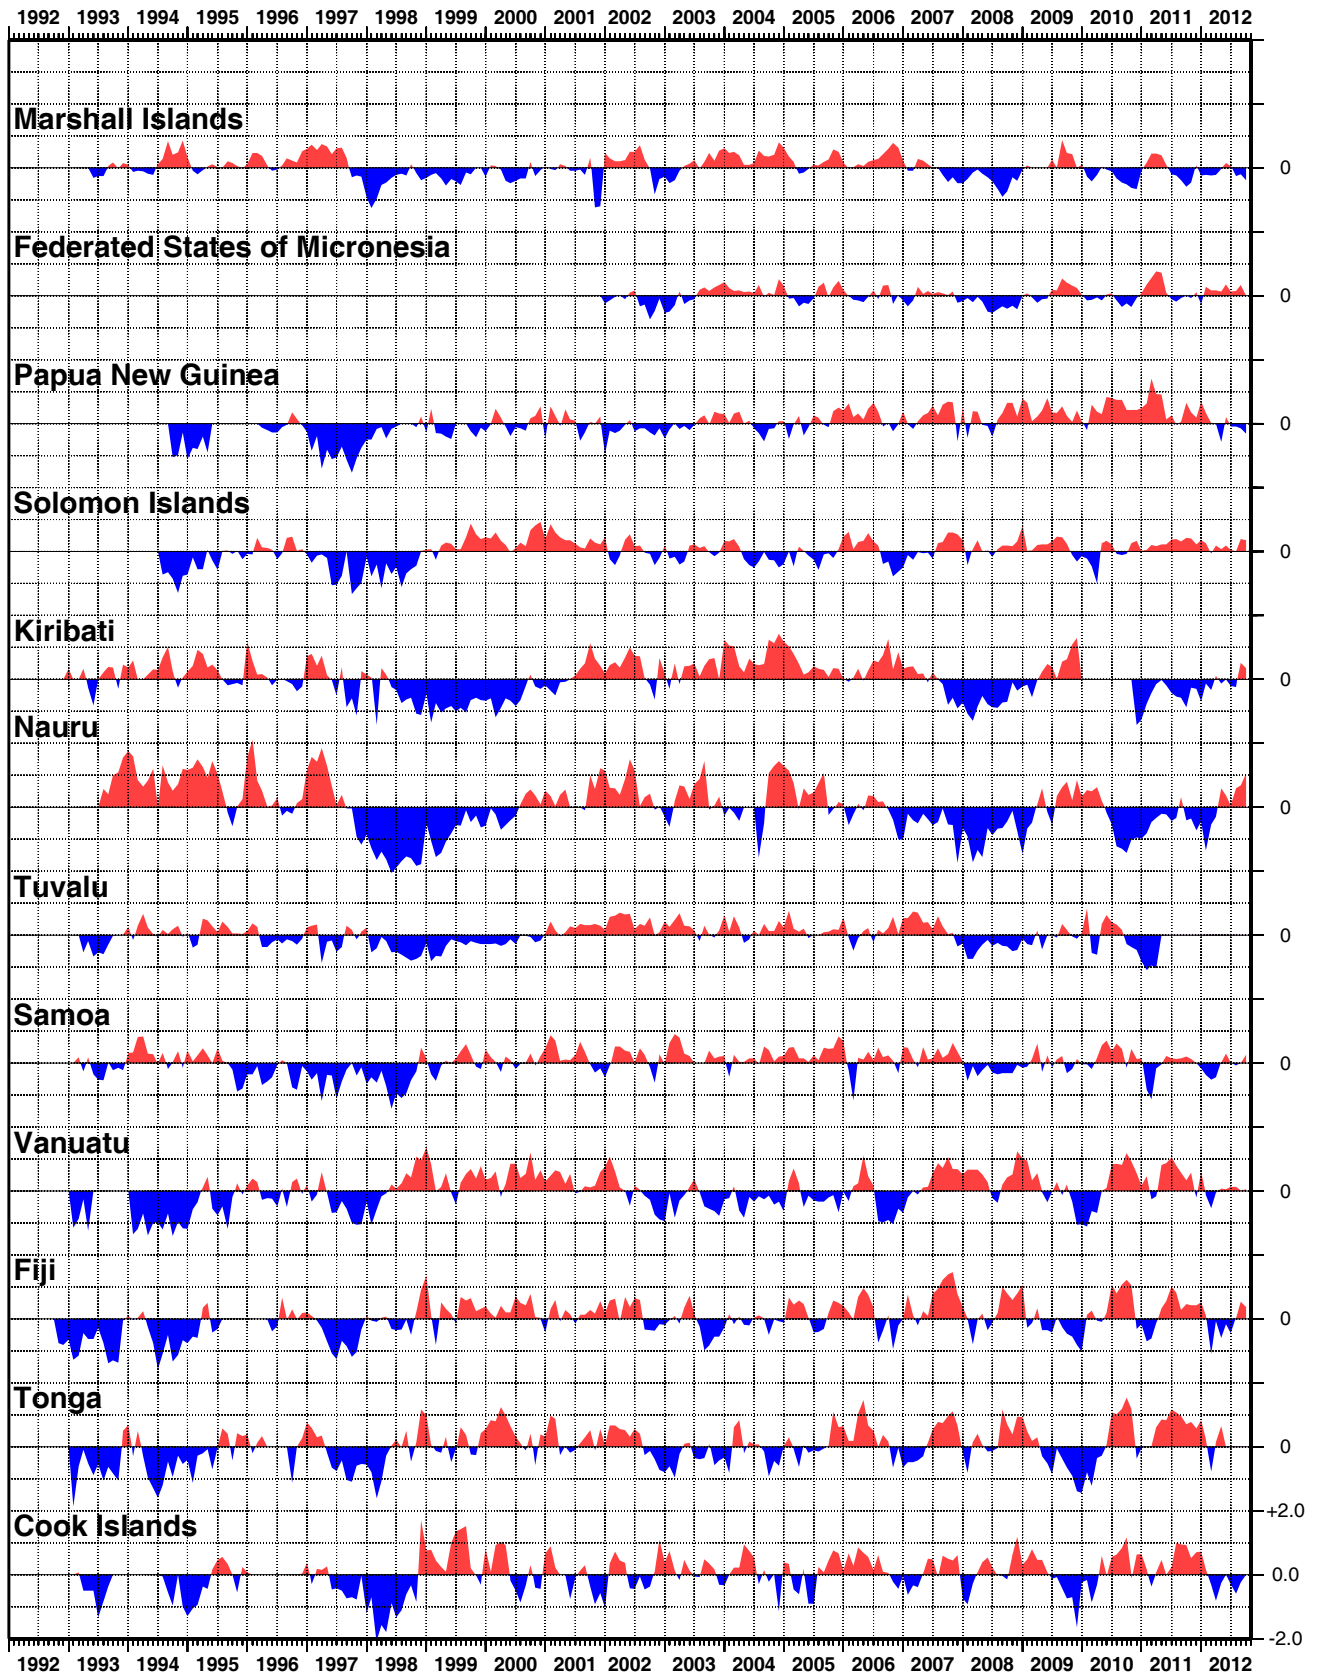 1992 1993 1994 1995 1996 1997 1998 1999 2000 2001 2002 2003 2004 2005 2006 2007 2008 2009 2010 2011 2012
Marshall Islands
0
Federated States of Micronesia
0
Papua New Guinea
0
Solomon Islands
0
Kiribati
0
Nauru
0
Tuvalu
0
Samoa
0
Vanuatu
0
Fiji
0
Tonga
0
+2.0
Cook Islands
0.0
-2.0
1992 1993 1994 1995 1996 1997 1998 1999 2000 2001 2002 2003 2004 2005 2006 2007 2008 2009 2010 2011 2012